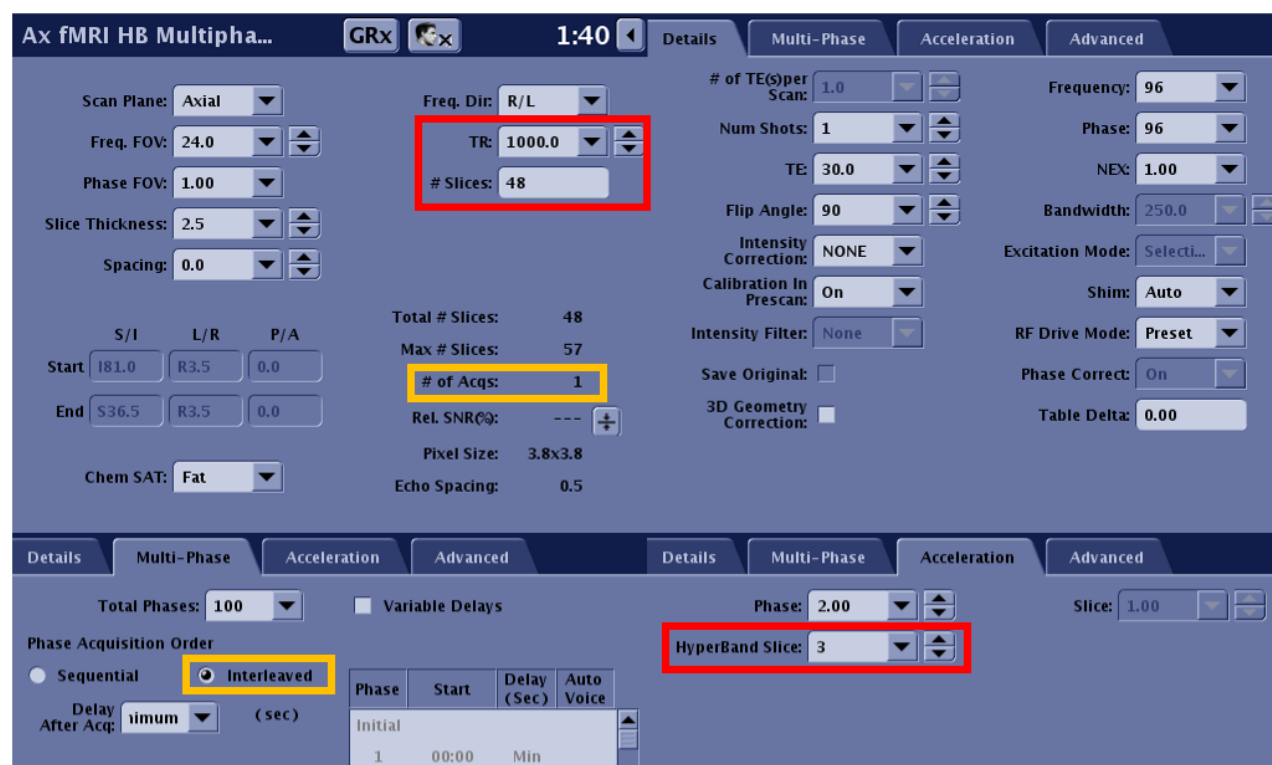 Ax fMRI HB Multipha... GRx x 1:40
Scan Plane: Axial
Freq. FOV: 24.0
Phase FOV: 1.00
Slice Thickness: 2.5
Spacing: 0.0
Freq. Dir: R/L
TR: 1000.0
# Slices: 48
S/I L/R P/A
Start I81.0 R3.5 0.0
End S36.5 R3.5 0.0
Chem SAT: Fat
Total # Slices: 48
Max # Slices: 57
# of Acqs: 1
Rel. SNR(%): ---
Pixel Size: 3.8x3.8
Echo Spacing: 0.5
Details Multi-Phase Acceleration Advanced
# of TE(s)per Scan: 1.0
Num Shots: 1
TE: 30.0
Flip Angle: 90
Intensity Correction: NONE
Calibration In Prescan: On
Intensity Filter: None
Save Original:
3D Geometry Correction:
Frequency: 96
Phase: 96
NEX: 1.00
Bandwidth: 250.0
Excitation Mode: Selecti...
Shim: Auto
RF Drive Mode: Preset
Phase Correct: On
Table Delta: 0.00
Details Multi-Phase Acceleration Advanced
Total Phases: 100
Variable Delays
Phase Acquisition Order
Sequential Interleaved
Delay After Acq: nimum (sec)
Phase Start Delay (Sec) Auto Voice
Initial
1 00:00 Min
Details Multi-Phase Acceleration Advanced
Phase: 2.00
Slice: 1.00
HyperBand Slice: 3